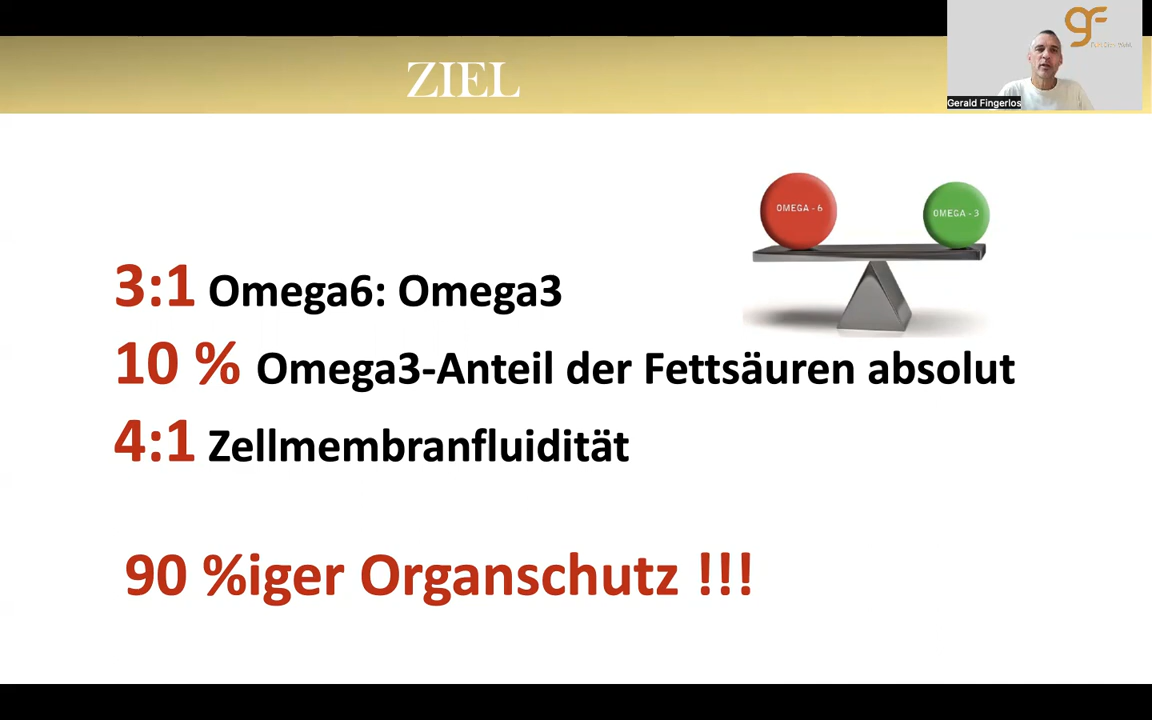 ZIEL
gf
Gerald Fingerlos
OMEGA - 6
OMEGA - 3
3:1 Omega6: Omega3
10 % Omega3-Anteil der Fettsäuren absolut
4:1 Zellmembranfluidität
90 %iger Organschutz !!!